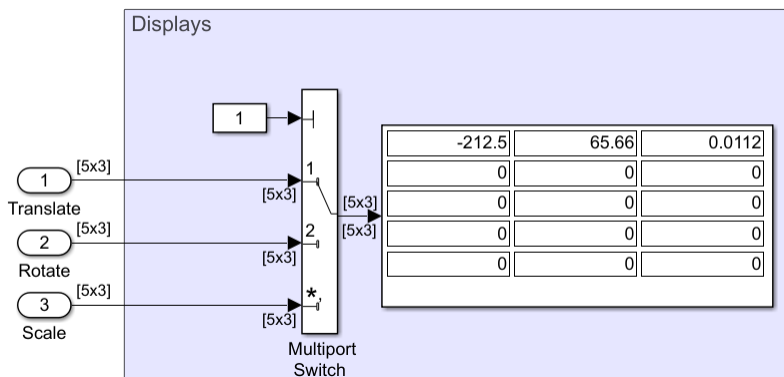 Displays
1
1
[5x3]
1
[5x3]
Translate
2
[5x3]
2
[5x3]
Rotate
3
[5x3]
*,
[5x3]
Scale
Multiport
Switch
[5x3]
[5x3]
-212.5 65.66 0.0112
0 0 0
0 0 0
0 0 0
0 0 0